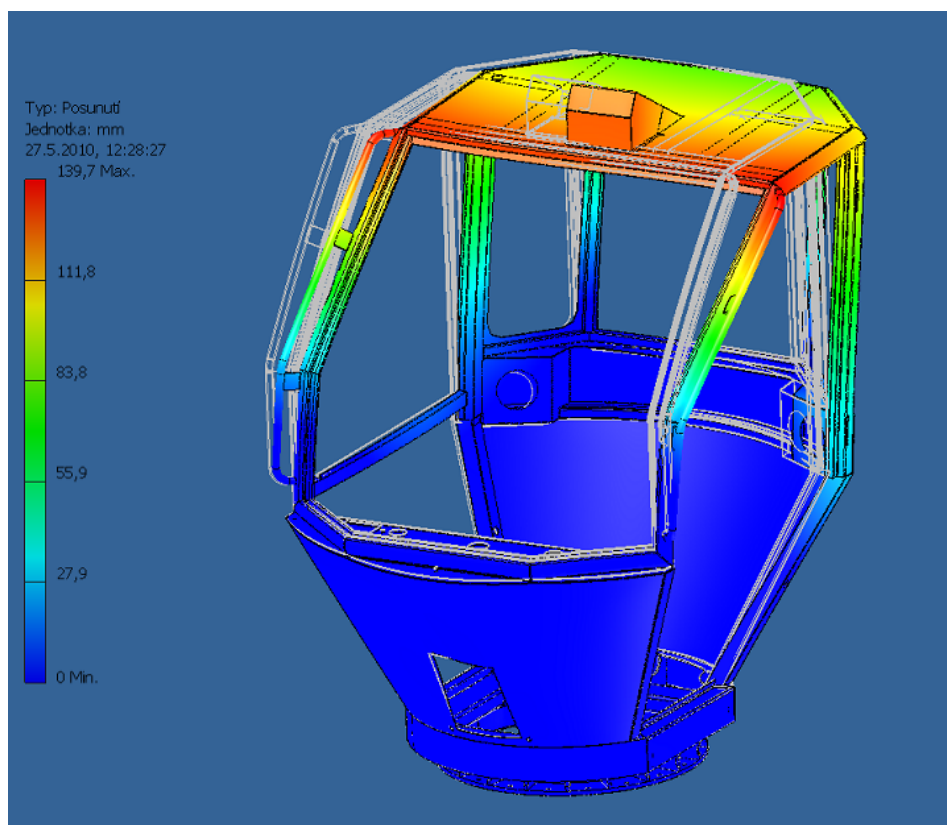 Typ: Posunutí
Jednotka: mm
27.5.2010, 12:28:27
139,7 Max.
111,8
83,8
55,9
27,9
0 Min.